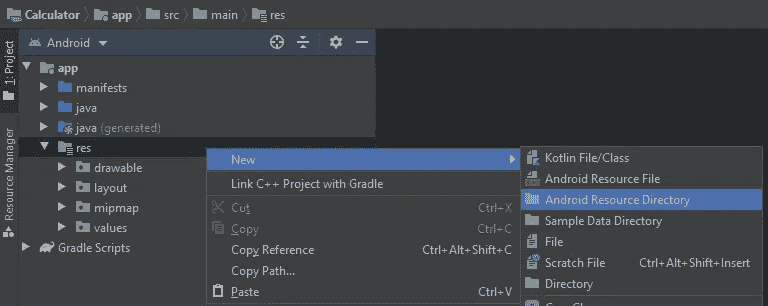 Calculator app src main res
1: Project
Resource Manager
Android
app
manifests
java
java (generated)
res
drawable
layout
mipmap
values
Gradle Scripts
New
Link C++ Project with Gradle
Cut Ctrl+X
Copy Ctrl+C
Copy Reference Ctrl+Alt+Shift+C
Copy Path...
Paste Ctrl+V
Kotlin File/Class
Android Resource File
Android Resource Directory
Sample Data Directory
File
Scratch File Ctrl+Alt+Shift+Insert
Directory